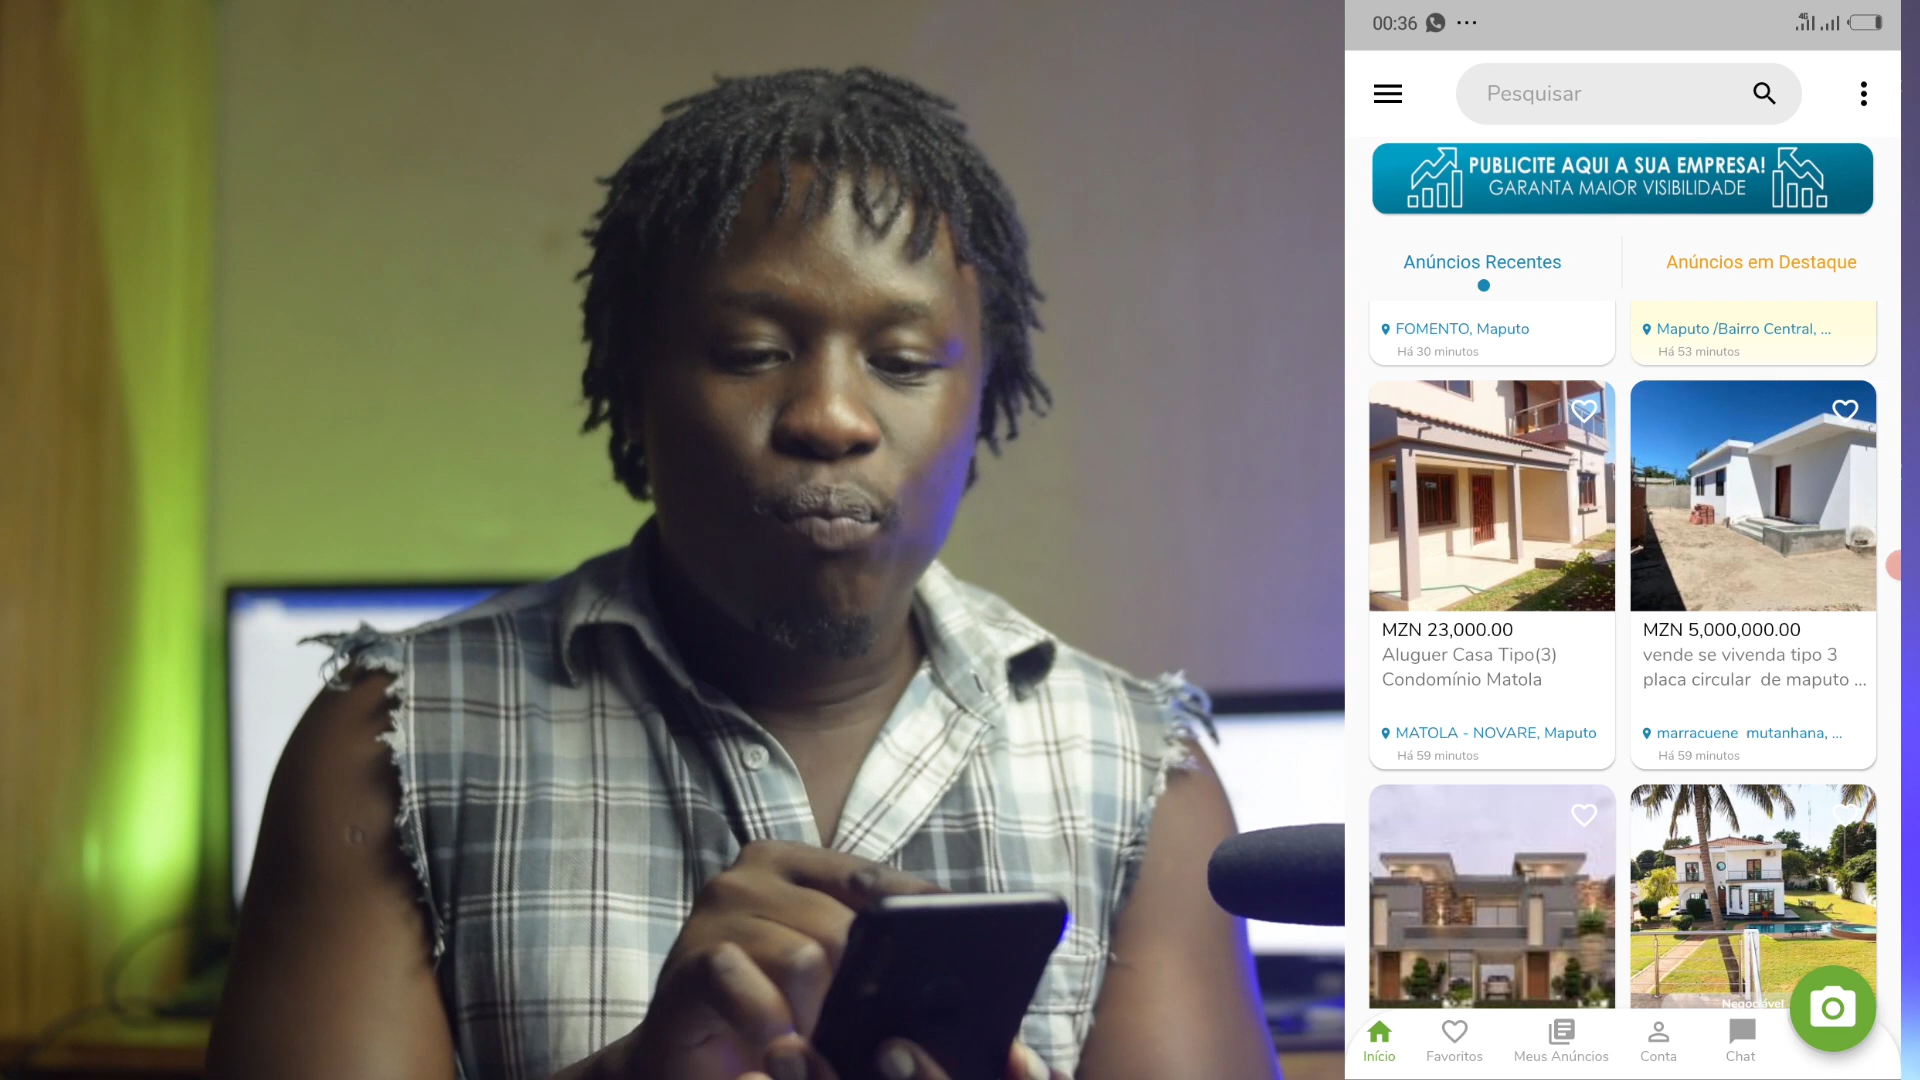 00:36
4G
Pesquisar
PUBLICITE AQUI A SUA EMPRESA!
GARANTA MAIOR VISIBILIDADE
Anúncios Recentes
Anúncios em Destaque
FOMENTO, Maputo
Há 30 minutos
Maputo /Bairro Central, ...
Há 53 minutos
MZN 23,000.00
Aluguer Casa Tipo(3)
Condomínio Matola
MATOLA - NOVARE, Maputo
Há 59 minutos
MZN 5,000,000.00
vende se vivenda tipo 3
placa circular de maputo ...
marracuene mutanhana, ...
Há 59 minutos
Negociável
Início
Favoritos
Meus Anúncios
Conta
Chat